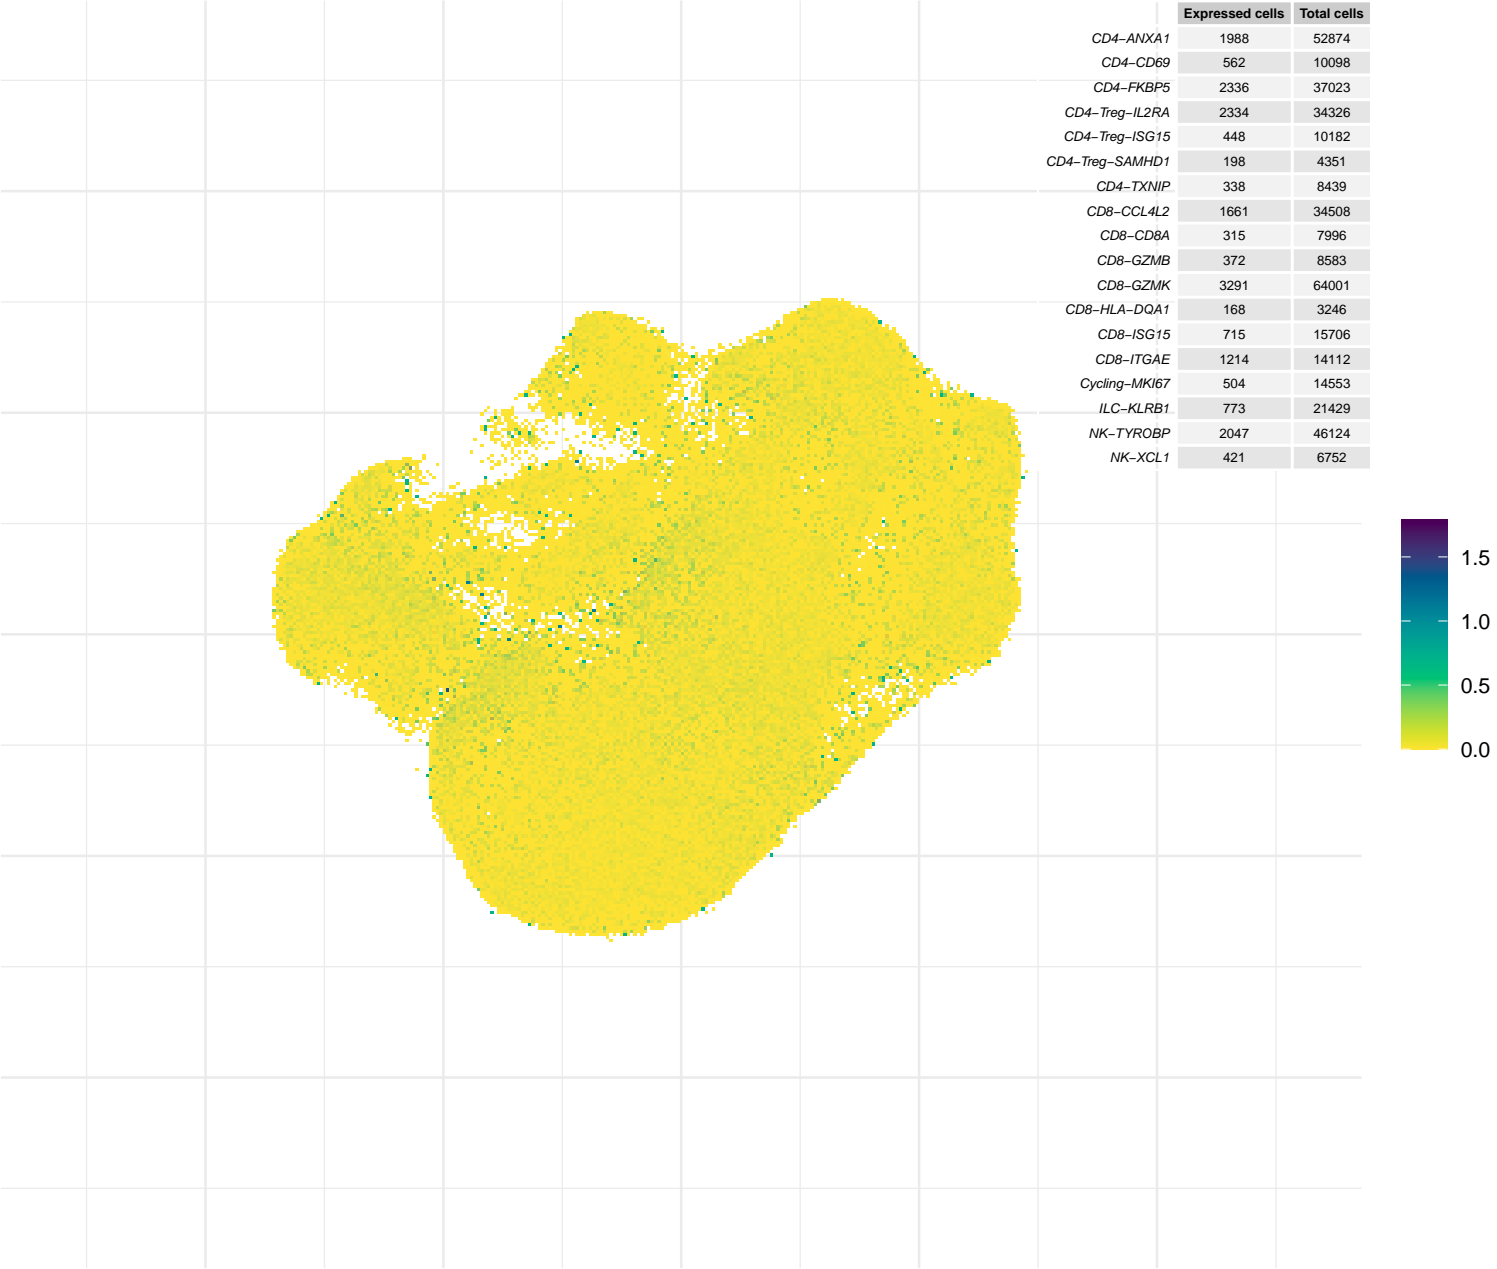 Expressed cells Total cells
CD4−ANXA1 1988 52874
CD4−CD69 562 10098
CD4−FKBP5 2336 37023
CD4−Treg−IL2RA 2334 34326
CD4−Treg−ISG15 448 10182
CD4−Treg−SAMHD1 198 4351
CD4−TXNIP 338 8439
CD8−CCL4L2 1661 34508
CD8−CD8A 315 7996
CD8−GZMB 372 8583
CD8−GZMK 3291 64001
CD8−HLA−DQA1 168 3246
CD8−ISG15 715 15706
CD8−ITGAE 1214 14112
Cycling−MKI67 504 14553
ILC−KLRB1 773 21429
NK−TYROBP 2047 46124
NK−XCL1 421 6752
1.5
1.0
0.5
0.0